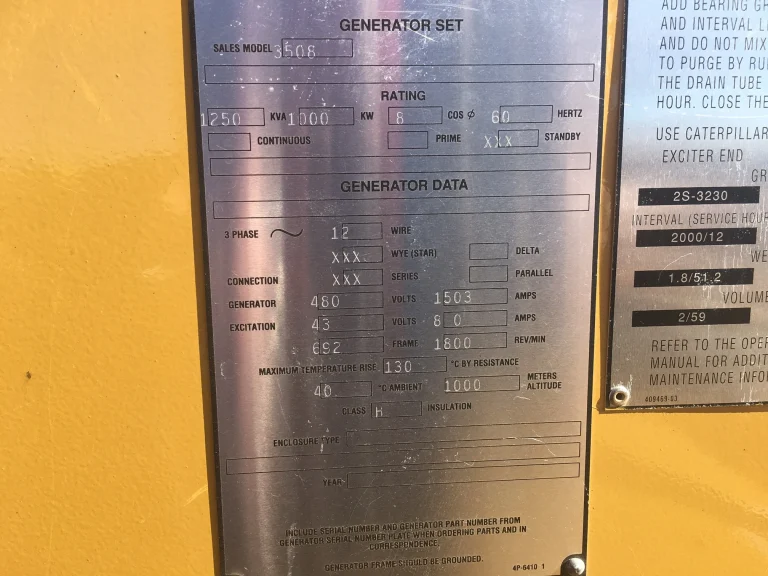 GENERATOR SET
SALES MODEL 3508
RATING
1250 KVA 1000 KW 8 COS ø 60 HERTZ
CONTINUOUS PRIME XXX STANDBY
GENERATOR DATA
3 PHASE ~ 12 WIRE
XXX WYE (STAR) DELTA
CONNECTION XXX SERIES PARALLEL
GENERATOR 480 VOLTS 1503 AMPS
EXCITATION 43 VOLTS 8 0 AMPS
692 FRAME 1800 REV/MIN
MAXIMUM TEMPERATURE RISE 130 °C BY RESISTANCE
40 °C AMBIENT 1000 METERS ALTITUDE
CLASS H INSULATION
ENCLOSURE TYPE
YEAR
INCLUDE SERIAL NUMBER AND GENERATOR PART NUMBER FROM
GENERATOR SERIAL NUMBER PLATE WHEN ORDERING PARTS AND IN
CORRESPONDENCE.
GENERATOR FRAME SHOULD BE GROUNDED.
4P-6410 1
ADD BEARING GR
AND INTERVAL LI
AND DO NOT MIX
TO PURGE BY RU
THE DRAIN TUBE
HOUR. CLOSE THE
USE CATERPILLAR
EXCITER END
GR
2S-3230
INTERVAL (SERVICE HOUR
2000/12
WE
1.8/51.2
VOLUME
2/59
REFER TO THE OPER
MANUAL FOR ADDIT
MAINTENANCE INFO